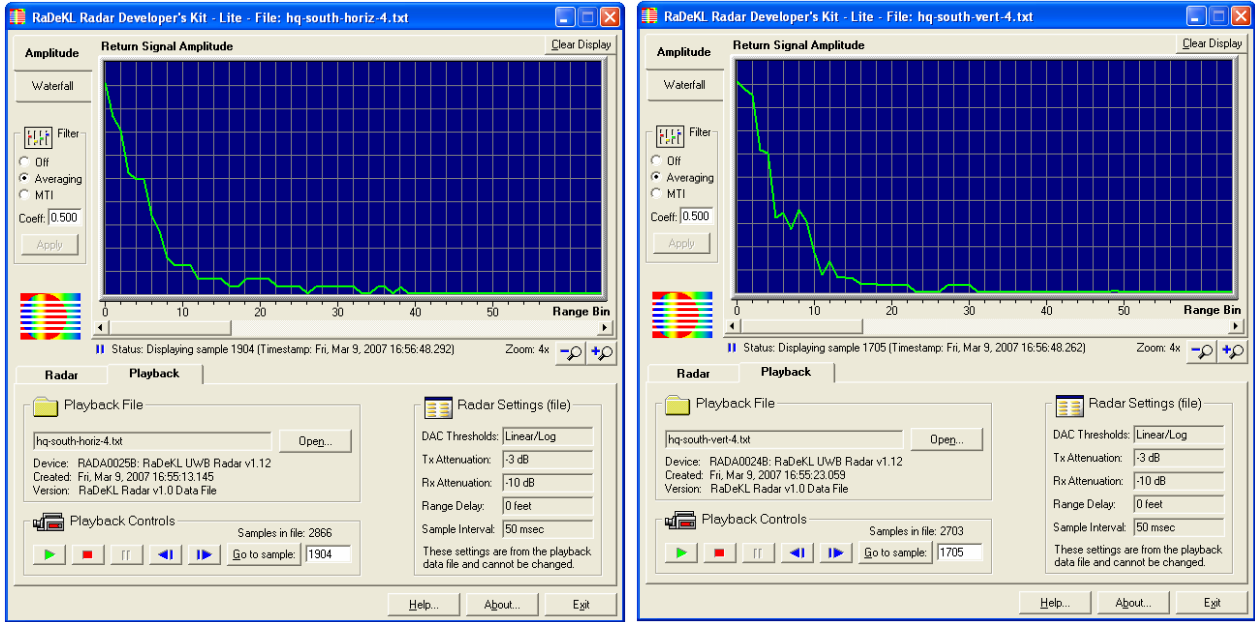 RaDeKL Radar Developer's Kit - Lite - File: hq-south-horiz-4.txt
Amplitude
Return Signal Amplitude
Clear Display
Waterfall
Filter
Off
Averaging
MTI
Coeff: 0.500
Apply
0 10 20 30 40 50 Range Bin
Status: Displaying sample 1904 (Timestamp: Fri, Mar 9, 2007 16:56:48.292)
Zoom: 4x
Radar Playback
Playback File
hq-south-horiz-4.txt
Open...
Device: RADA0025B: RaDeKL UWB Radar v1.12
Created: Fri, Mar 9, 2007 16:55:13.145
Version: RaDeKL Radar v1.0 Data File
Playback Controls
Samples in file: 2866
Go to sample: 1904
Radar Settings (file)
DAC Thresholds: Linear/Log
Tx Attenuation: -3 dB
Rx Attenuation: -10 dB
Range Delay: 0 feet
Sample Interval: 50 msec
These settings are from the playback
data file and cannot be changed.
Help... About... Exit
RaDeKL Radar Developer's Kit - Lite - File: hq-south-vert-4.txt
Amplitude
Return Signal Amplitude
Clear Display
Waterfall
Filter
Off
Averaging
MTI
Coeff: 0.500
Apply
0 10 20 30 40 50 Range Bin
Status: Displaying sample 1705 (Timestamp: Fri, Mar 9, 2007 16:56:48.262)
Zoom: 4x
Radar Playback
Playback File
hq-south-vert-4.txt
Open...
Device: RADA0024B: RaDeKL UWB Radar v1.12
Created: Fri, Mar 9, 2007 16:55:23.059
Version: RaDeKL Radar v1.0 Data File
Playback Controls
Samples in file: 2703
Go to sample: 1705
Radar Settings (file)
DAC Thresholds: Linear/Log
Tx Attenuation: -3 dB
Rx Attenuation: -10 dB
Range Delay: 0 feet
Sample Interval: 50 msec
These settings are from the playback
data file and cannot be changed.
Help... About... Exit